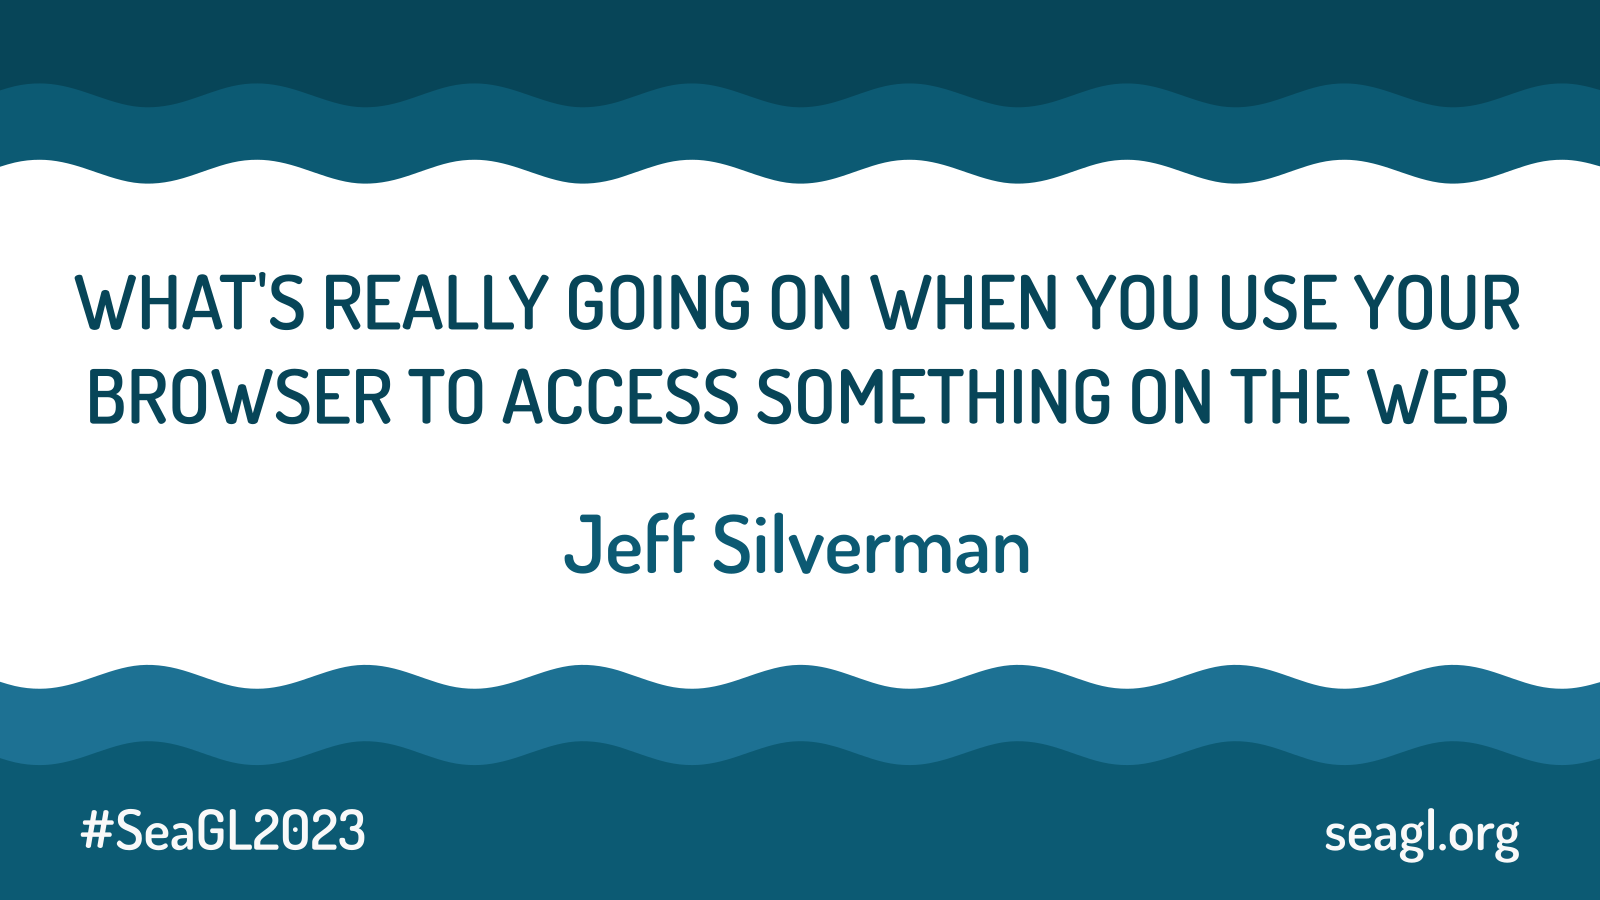 WHAT'S REALLY GOING ON WHEN YOU USE YOUR
BROWSER TO ACCESS SOMETHING ON THE WEB
Jeff Silverman
#SeaGL2023
seagl.org